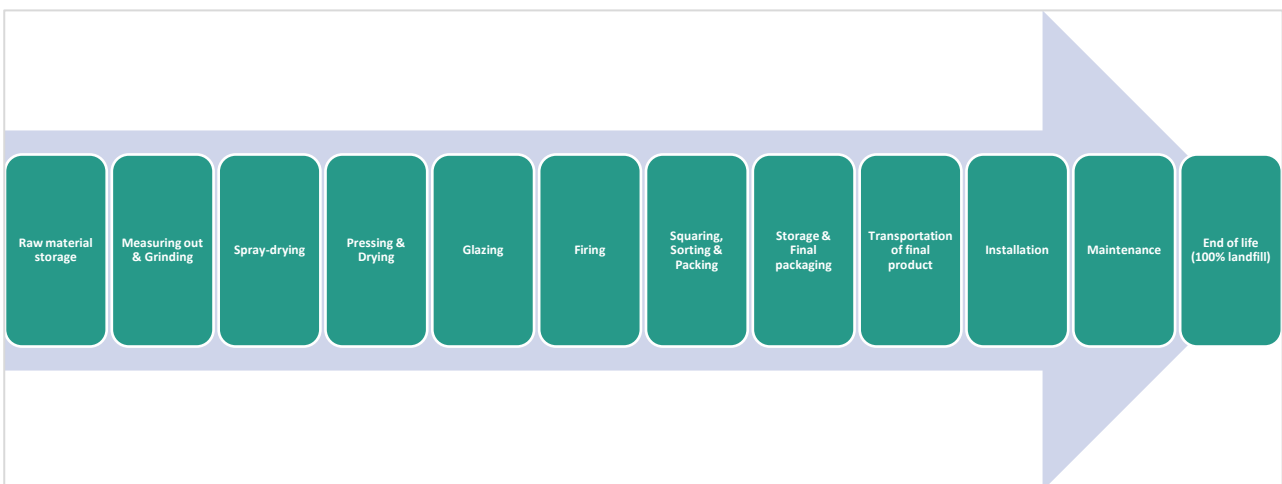 Raw material
storage
Measuring out
& Grinding
Spray-drying
Pressing &
Drying
Glazing
Firing
Squaring,
Sorting &
Packing
Storage &
Final
packaging
Transportation
of final
product
Installation
Maintenance
End of life
(100% landfill)